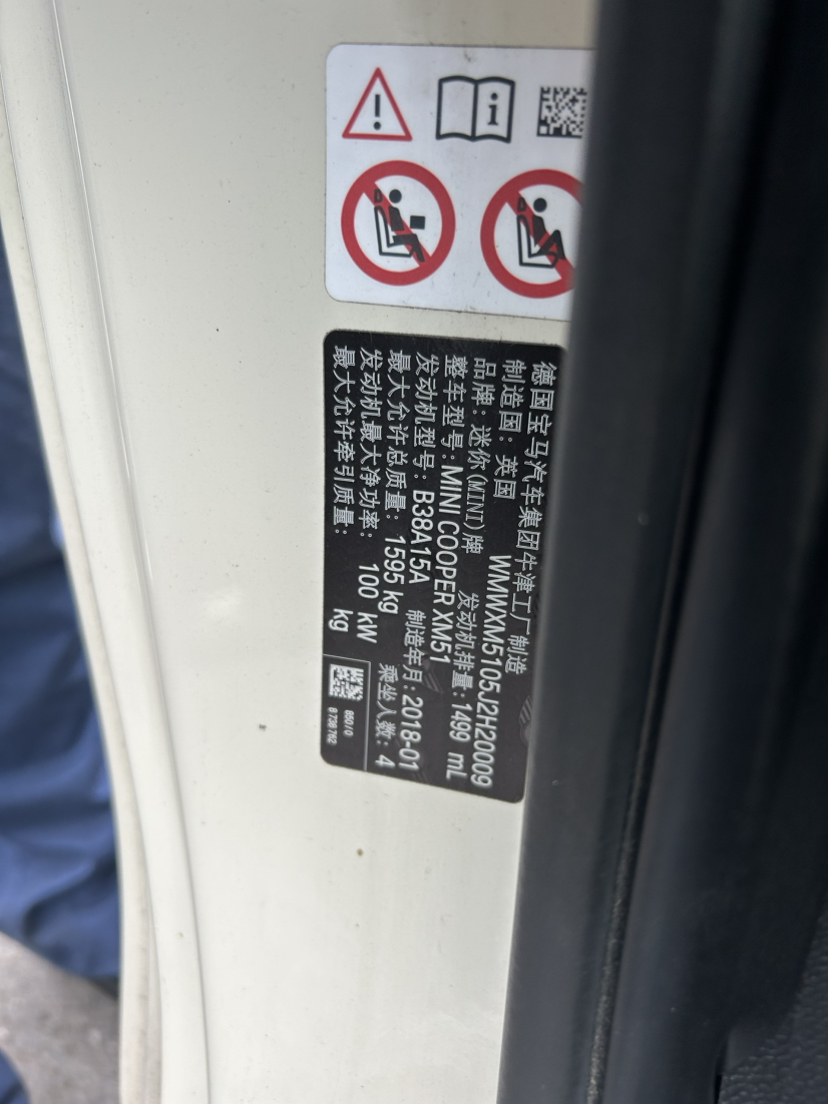 德国宝马汽车集团牛津工厂制造
制造国：英国 WMWXM5105J2H20009
品牌：迷你(MINI)牌 发动机排量：1499 mL
整车型号：MINI COOPER XM51
发动机型号：B38A15A 制造年月：2018-01
最大允许总质量：1595 kg 乘坐人数：4
发动机最大净功率：100 kW
最大允许牵引质量： kg
650/0
8738762